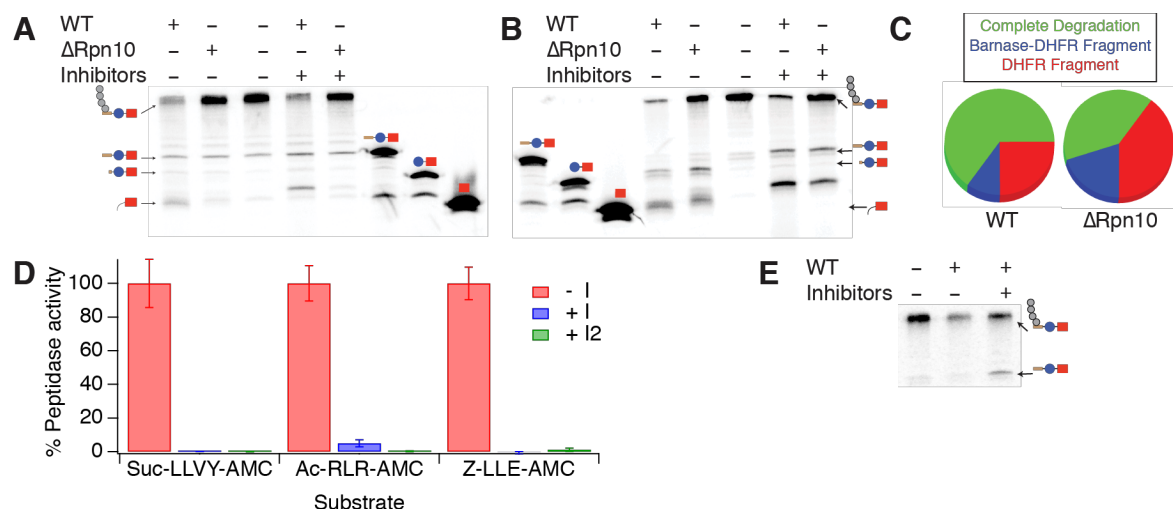 A
WT + – – + –
ΔRpn10 – + – – +
Inhibitors – – – + +
B
WT + – – + –
ΔRpn10 – + – – +
Inhibitors – – – + +
C
Complete Degradation
Barnase-DHFR Fragment
DHFR Fragment
WT
ΔRpn10
D
% Peptidase activity
100
80
60
40
20
0
- I
+ I
+ I2
Suc-LLVY-AMC
Ac-RLR-AMC
Z-LLE-AMC
Substrate
E
WT – + +
Inhibitors – – +